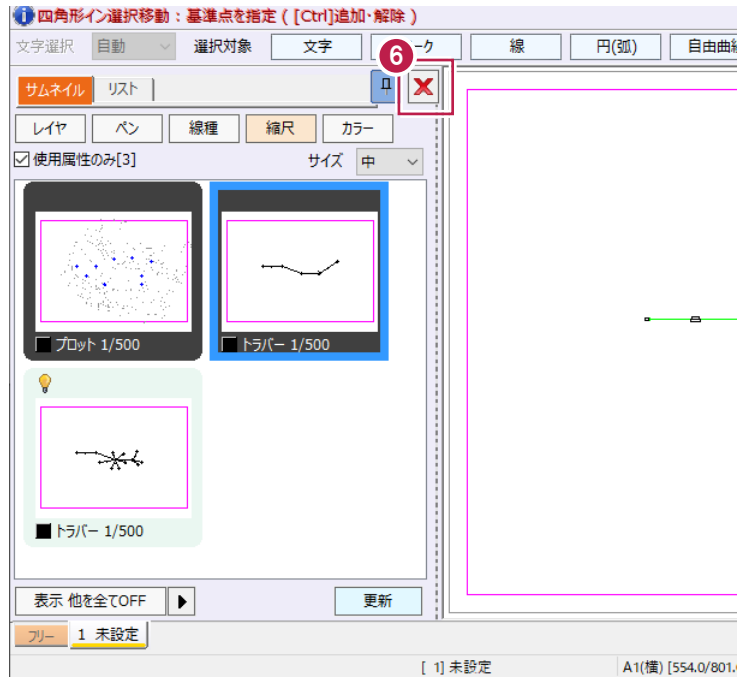 四角形イン選択移動：基準点を指定 ( [Ctrl]追加・解除 )
文字選択 自動 選択対象 文字 ーク 線 円(弧) 自由曲線
6
サムネイル リスト
レイヤ ペン 線種 縮尺 カラー
使用属性のみ[3] サイズ 中
プロット 1/500
トラバー 1/500
トラバー 1/500
表示 他を全てOFF 更新
フリー 1 未設定
[ 1] 未設定 A1(横) [554.0/801.